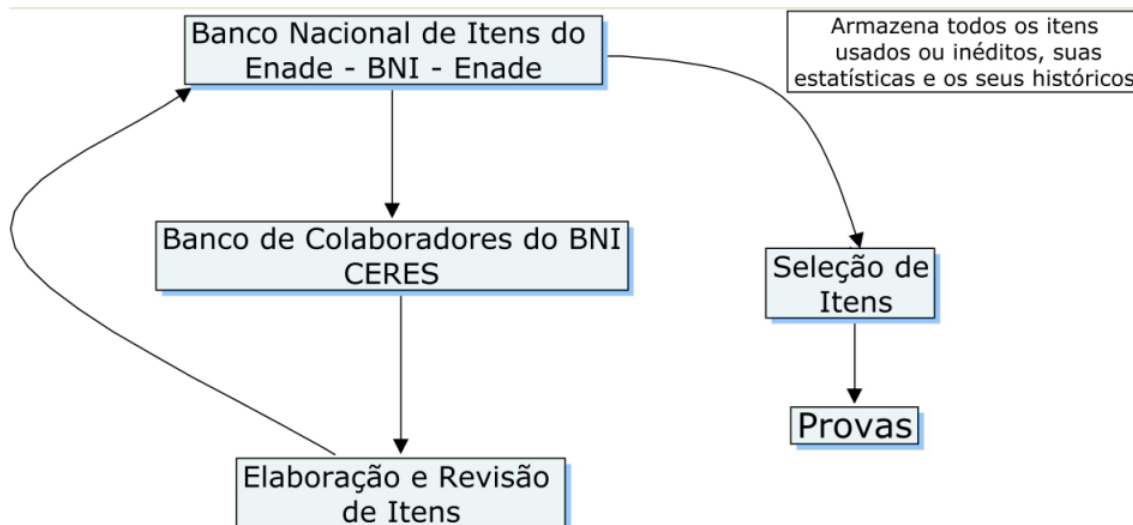 Banco Nacional de Itens do
Enade - BNI - Enade
Armazena todos os itens
usados ou inéditos, suas
estatísticas e os seus históricos
Banco de Colaboradores do BNI
CERES
Seleção de
Itens
Provas
Elaboração e Revisão
de Itens